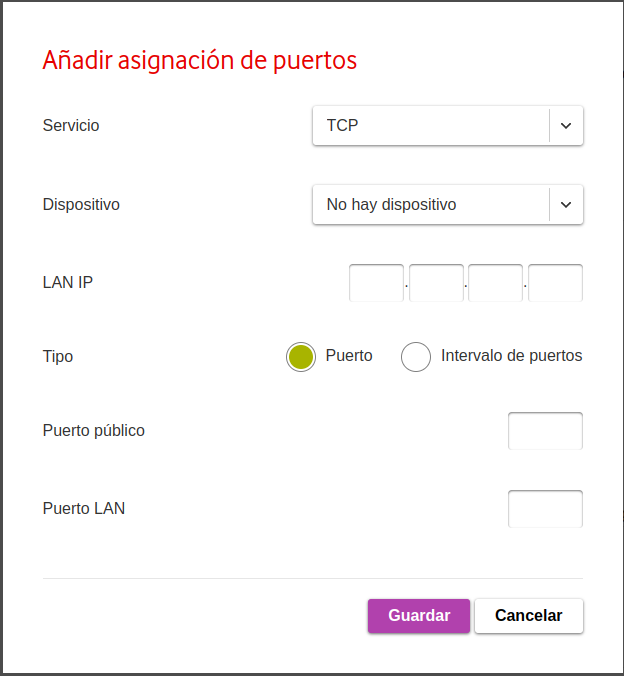 Añadir asignación de puertos
Servicio TCP
Dispositivo No hay dispositivo
LAN IP . . .
Tipo Puerto Intervalo de puertos
Puerto público
Puerto LAN
Guardar Cancelar